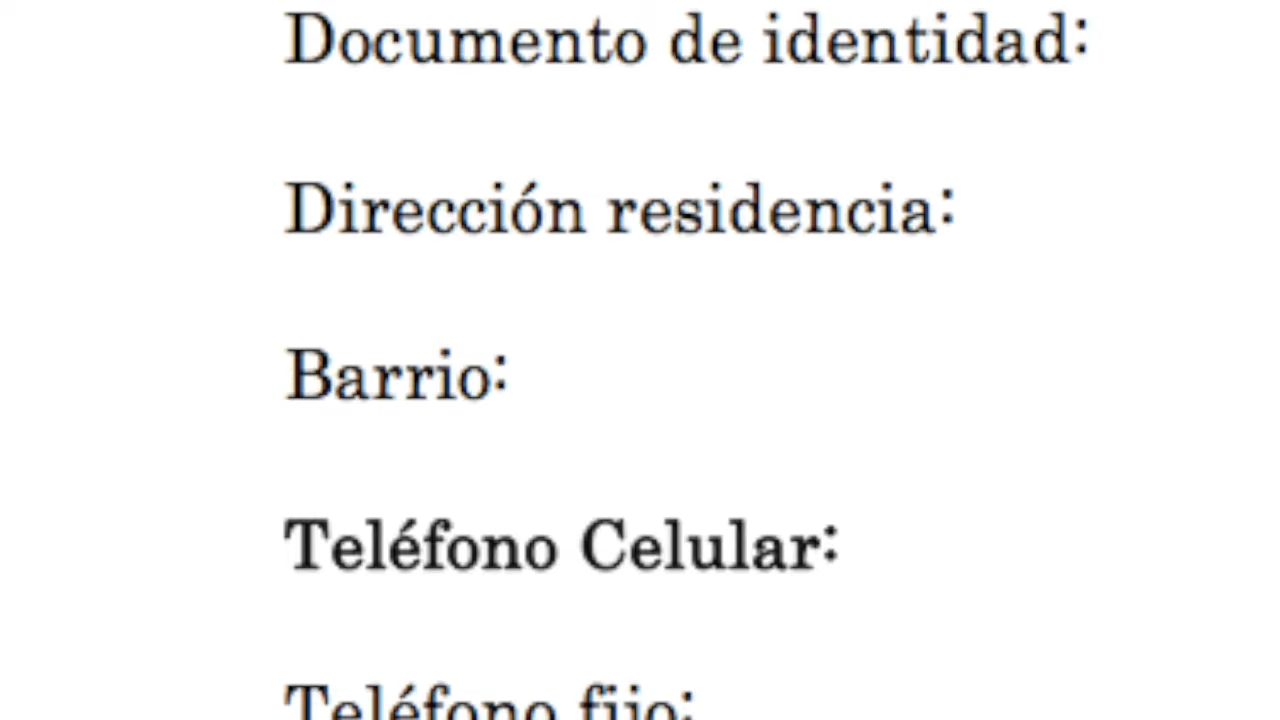 Documento de identidad:
Dirección residencia:
Barrio:
Teléfono Celular:
Teléfono fijo: